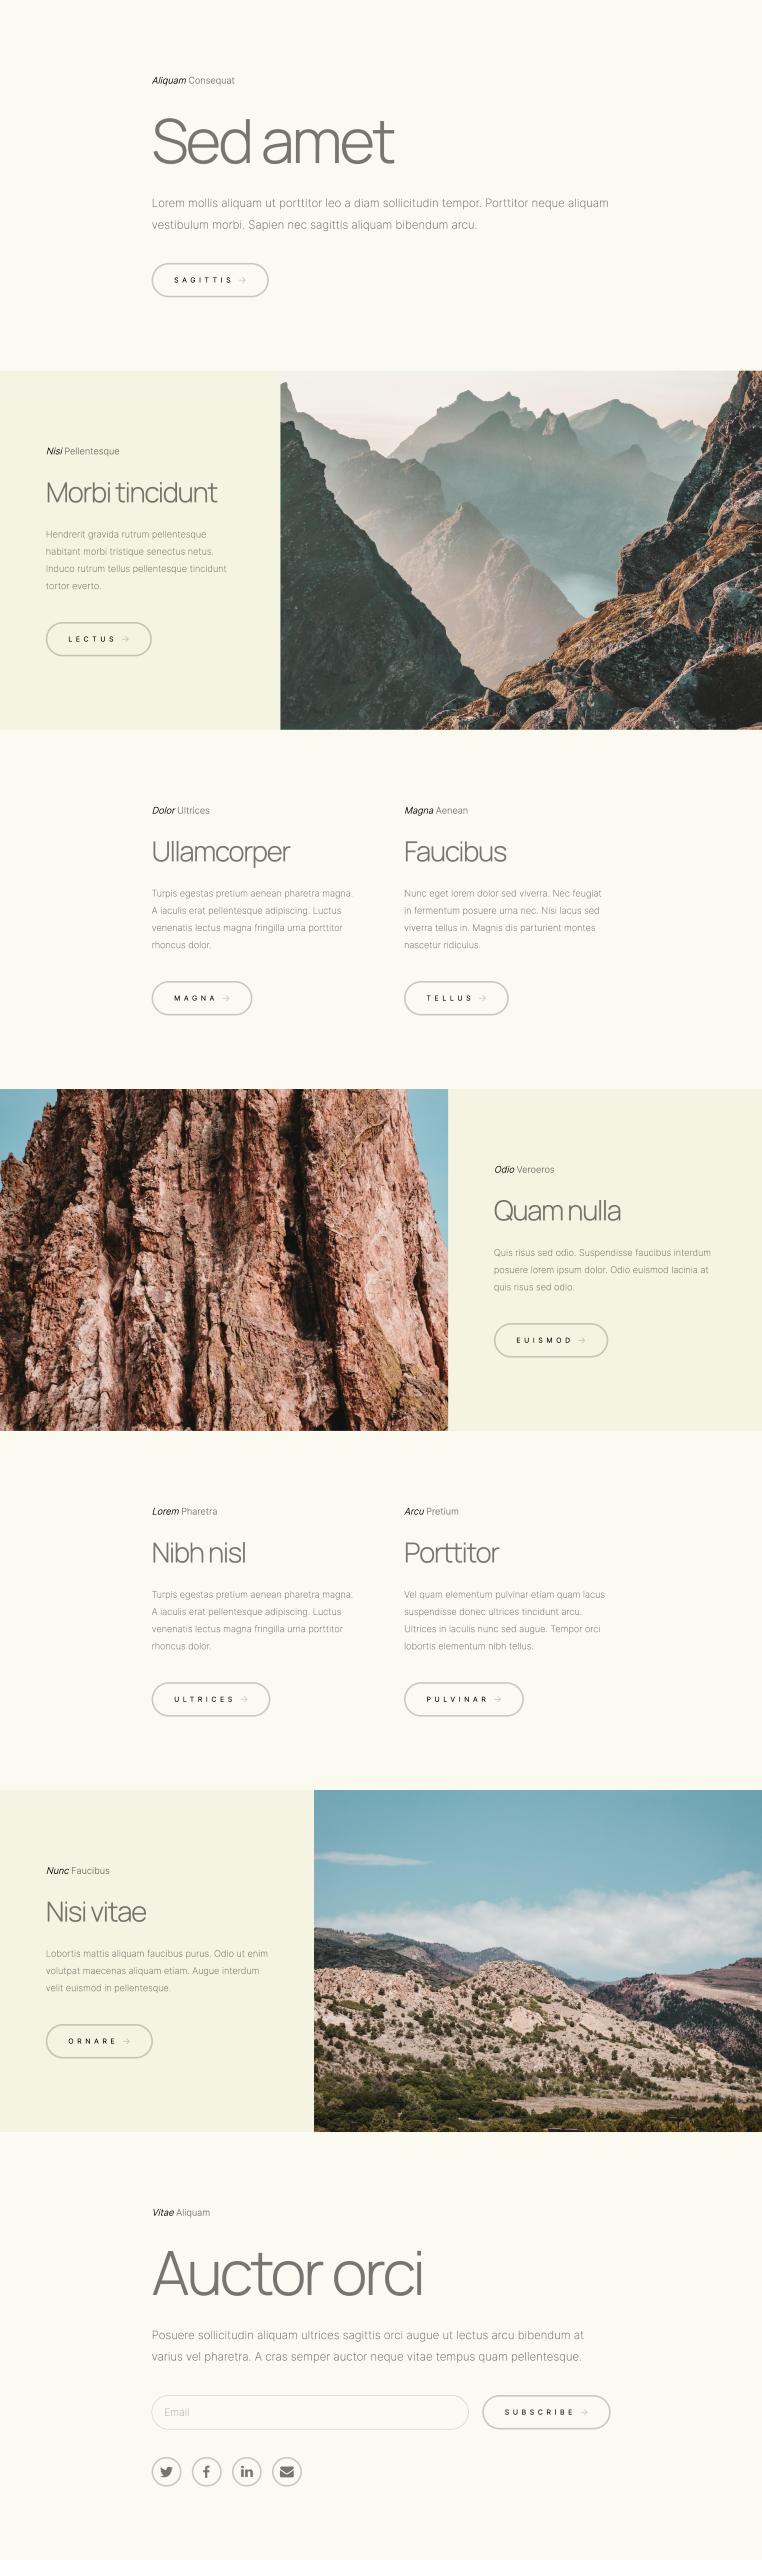 Aliquam Consequat
Sed amet
Lorem mollis aliquam ut porttitor leo a diam sollicitudin tempor. Porttitor neque aliquam
vestibulum morbi. Sapien nec sagittis aliquam bibendum arcu.
SAGITTIS →
Nisi Pellentesque
Morbi tincidunt
Hendrerit gravida rutrum pellentesque
habitant morbi tristique senectus netus.
Induco rutrum tellus pellentesque tincidunt
tortor everto.
LECTUS →
Dolor Ultrices
Ullamcorper
Turpis egestas pretium aenean pharetra magna.
A iaculis erat pellentesque adipiscing. Luctus
venenatis lectus magna fringilla urna porttitor
rhoncus dolor.
MAGNA →
Magna Aenean
Faucibus
Nunc eget lorem dolor sed viverra. Nec feugiat
in fermentum posuere urna nec. Nisi lacus sed
viverra tellus in. Magnis dis parturient montes
nascetur ridiculus.
TELLUS →
Odio Veroeros
Quam nulla
Quis risus sed odio. Suspendisse faucibus interdum
posuere lorem ipsum dolor. Odio euismod lacinia at
quis risus sed odio.
EUISMOD →
Lorem Pharetra
Nibh nisl
Turpis egestas pretium aenean pharetra magna.
A iaculis erat pellentesque adipiscing. Luctus
venenatis lectus magna fringilla urna porttitor
rhoncus dolor.
ULTRICES →
Arcu Pretium
Porttitor
Vel quam elementum pulvinar etiam quam lacus
suspendisse donec ultrices tincidunt arcu.
Ultrices in iaculis nunc sed augue. Tempor orci
lobortis elementum nibh tellus.
PULVINAR →
Nunc Faucibus
Nisi vitae
Lobortis mattis aliquam faucibus purus. Odio ut enim
volutpat maecenas aliquam etiam. Augue interdum
velit euismod in pellentesque.
ORNARE →
Vitae Aliquam
Auctor orci
Posuere sollicitudin aliquam ultrices sagittis orci augue ut lectus arcu bibendum at
varius vel pharetra. A cras semper auctor neque vitae tempus quam pellentesque.
Email
SUBSCRIBE →